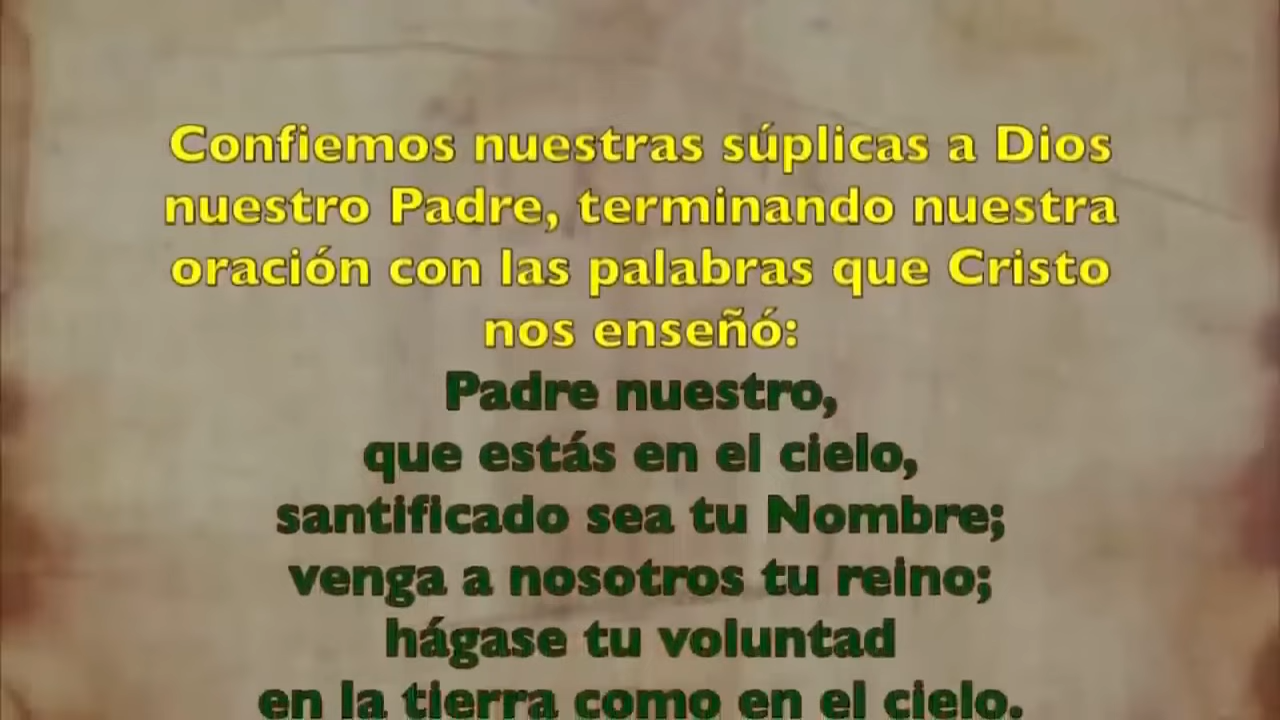 Confiemos nuestras súplicas a Dios
nuestro Padre, terminando nuestra
oración con las palabras que Cristo
nos enseñó:
Padre nuestro,
que estás en el cielo,
santificado sea tu Nombre;
venga a nosotros tu reino;
hágase tu voluntad
en la tierra como en el cielo.